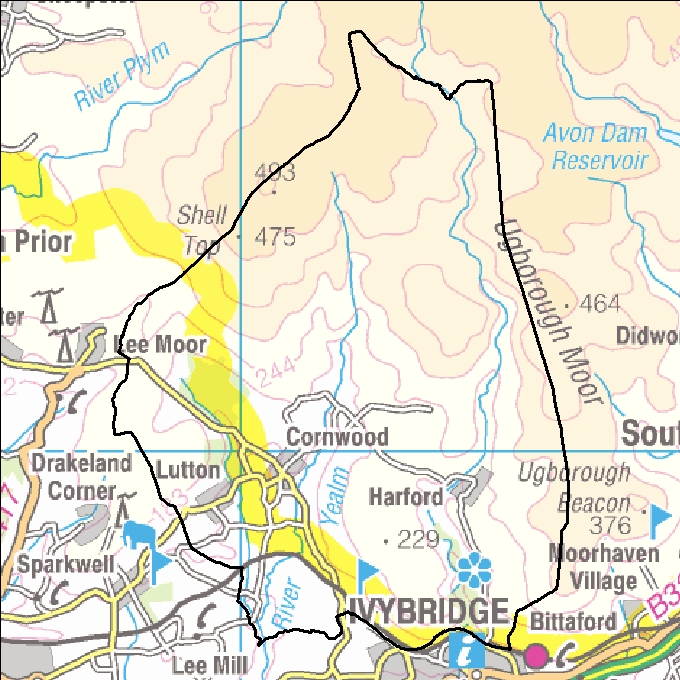 River Plym
Avon Dam
Reservoir
493
Shell
Top
475
n Prior
Ugborough Moor
464
ter
Lee Moor
Didwo
244
Cornwood
Sout
Drakeland
Corner
Lutton
Yealm
Harford
Ugborough
Beacon
376
229
Sparkwell
Moorhaven
Village
River
IVYBRIDGE
Bittaford
B3
i
Lee Mill